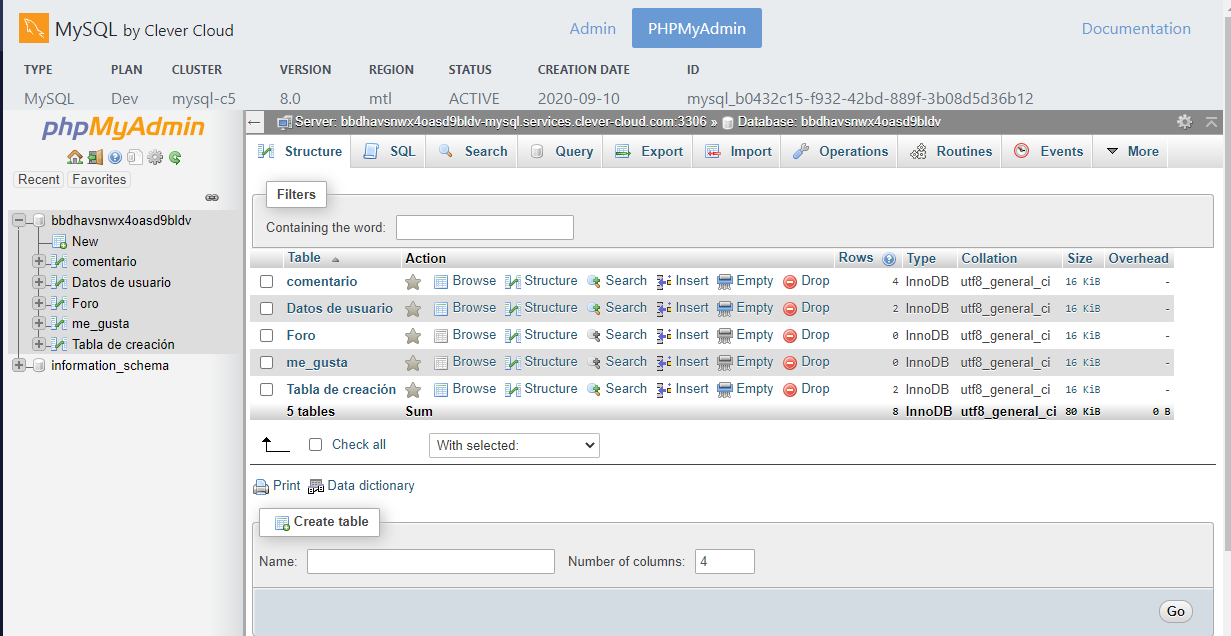 MySQL by Clever Cloud Admin PHPMyAdmin Documentation
TYPE PLAN CLUSTER VERSION REGION STATUS CREATION DATE ID
MySQL Dev mysql-c5 8.0 mtl ACTIVE 2020-09-10 mysql_b0432c15-f932-42bd-889f-3b08d5d36b12
phpMyAdmin
Recent Favorites
bbdhavsnwx4oasd9bldv
New
comentario
Datos de usuario
Foro
me_gusta
Tabla de creación
information_schema
Server: bbdhavsnwx4oasd9bldv-mysql.services.clever-cloud.com:3306 » Database: bbdhavsnwx4oasd9bldv
Structure SQL Search Query Export Import Operations Routines Events More
Filters
Containing the word:
Table Action Rows Type Collation Size Overhead
comentario Browse Structure Search Insert Empty Drop 4 InnoDB utf8_general_ci 16 KiB -
Datos de usuario Browse Structure Search Insert Empty Drop 2 InnoDB utf8_general_ci 16 KiB -
Foro Browse Structure Search Insert Empty Drop 0 InnoDB utf8_general_ci 16 KiB -
me_gusta Browse Structure Search Insert Empty Drop 0 InnoDB utf8_general_ci 16 KiB -
Tabla de creación Browse Structure Search Insert Empty Drop 2 InnoDB utf8_general_ci 16 KiB -
5 tables Sum 8 InnoDB utf8_general_ci 80 KiB 0 B
Check all With selected:
Print Data dictionary
Create table
Name: Number of columns: 4
Go